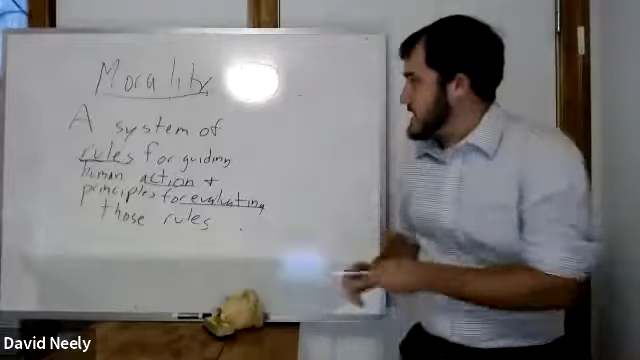 Morality
A system of
rules for guiding
human action +
principles for evaluating
those rules.
David Neely